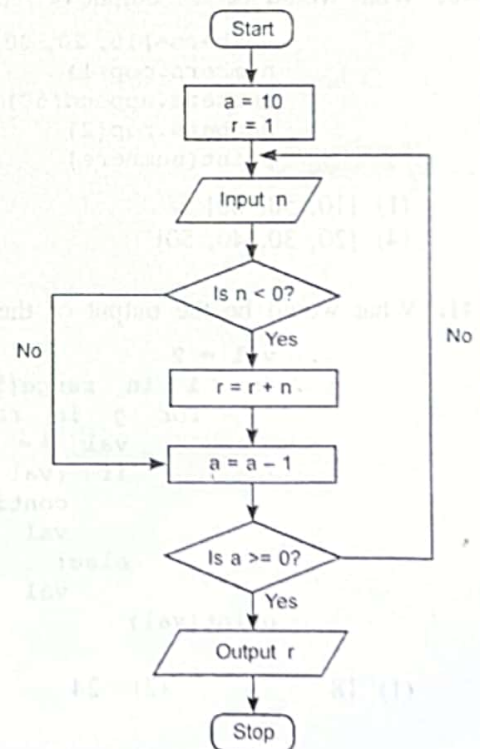 Start
a = 10
r = 1
Input n
Is n < 0?
Yes
No
No
r = r + n
a = a – 1
Is a >= 0?
Yes
Output r
Stop